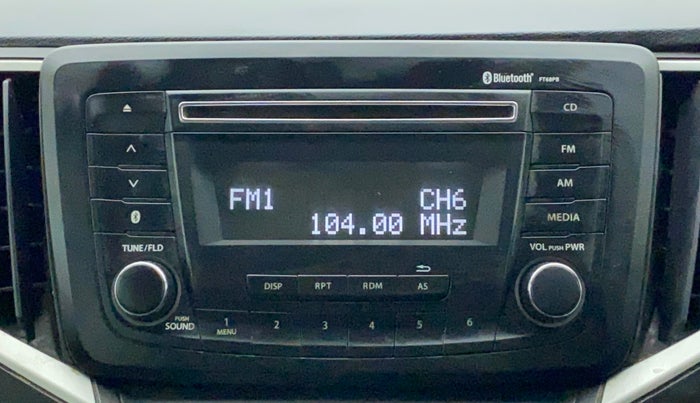 Bluetooth® FT68PB
CD
FM
AM
MEDIA
FM1 CH6
104.00 MHz
TUNE/FLD
VOL PUSH PWR
DISP RPT RDM AS
PUSH
SOUND
1 2 3 4 5 6
MENU